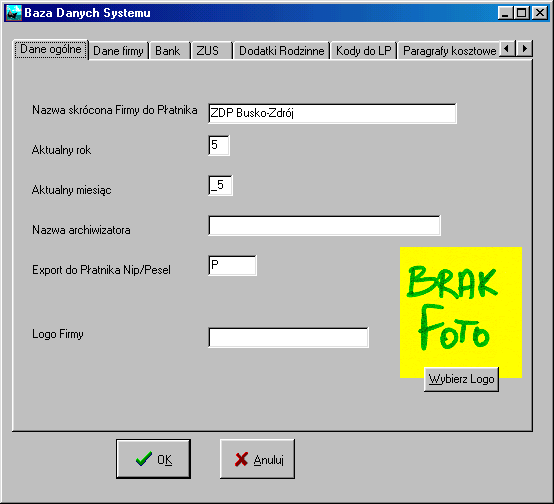 Baza Danych Systemu
Dane ogólne Dane firmy Bank ZUS Dodatki Rodzinne Kody do LP Paragrafy kosztowe
Nazwa skrócona Firmy do Płatnika ZDP Busko-Zdrój
Aktualny rok 5
Aktualny miesiąc _5
Nazwa archiwizatora
Export do Płatnika Nip/Pesel P
BRAK
FOTO
Logo Firmy
Wybierz Logo
OK Anuluj